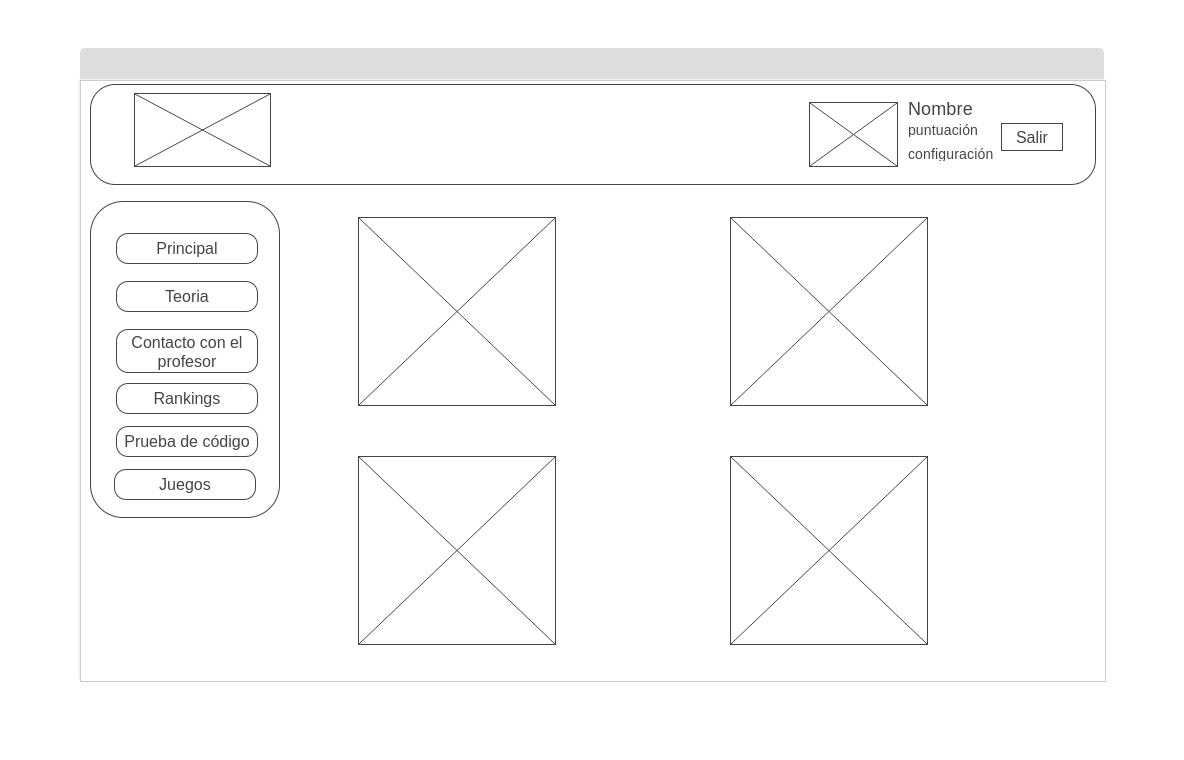 Nombre
puntuación
configuración
Salir
Principal
Teoria
Contacto con el
profesor
Rankings
Prueba de código
Juegos